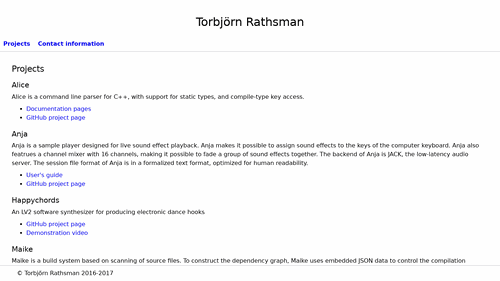 Torbjörn Rathsman
Projects Contact information
Projects
Alice
Alice is a command line parser for C++, with support for static types, and compile-type key access.
Documentation pages
GitHub project page
Anja
Anja is a sample player designed for live sound effect playback. Anja makes it possible to assign sound effects to the keys of the computer keyboard. Anja also
featrues a channel mixer with 16 channels, making it possible to fade a group of sound effects together. The backend of Anja is JACK, the low-latency audio
server. The session file format of Anja is in a formalized text format, optimized for human readability.
User's guide
GitHub project page
Happychords
An LV2 software synthesizer for producing electronic dance hooks
GitHub project page
Demonstration video
Maike
Maike is a build system based on scanning of source files. To construct the dependency graph, Maike uses embedded JSON data to control the compilation
© Torbjörn Rathsman 2016-2017